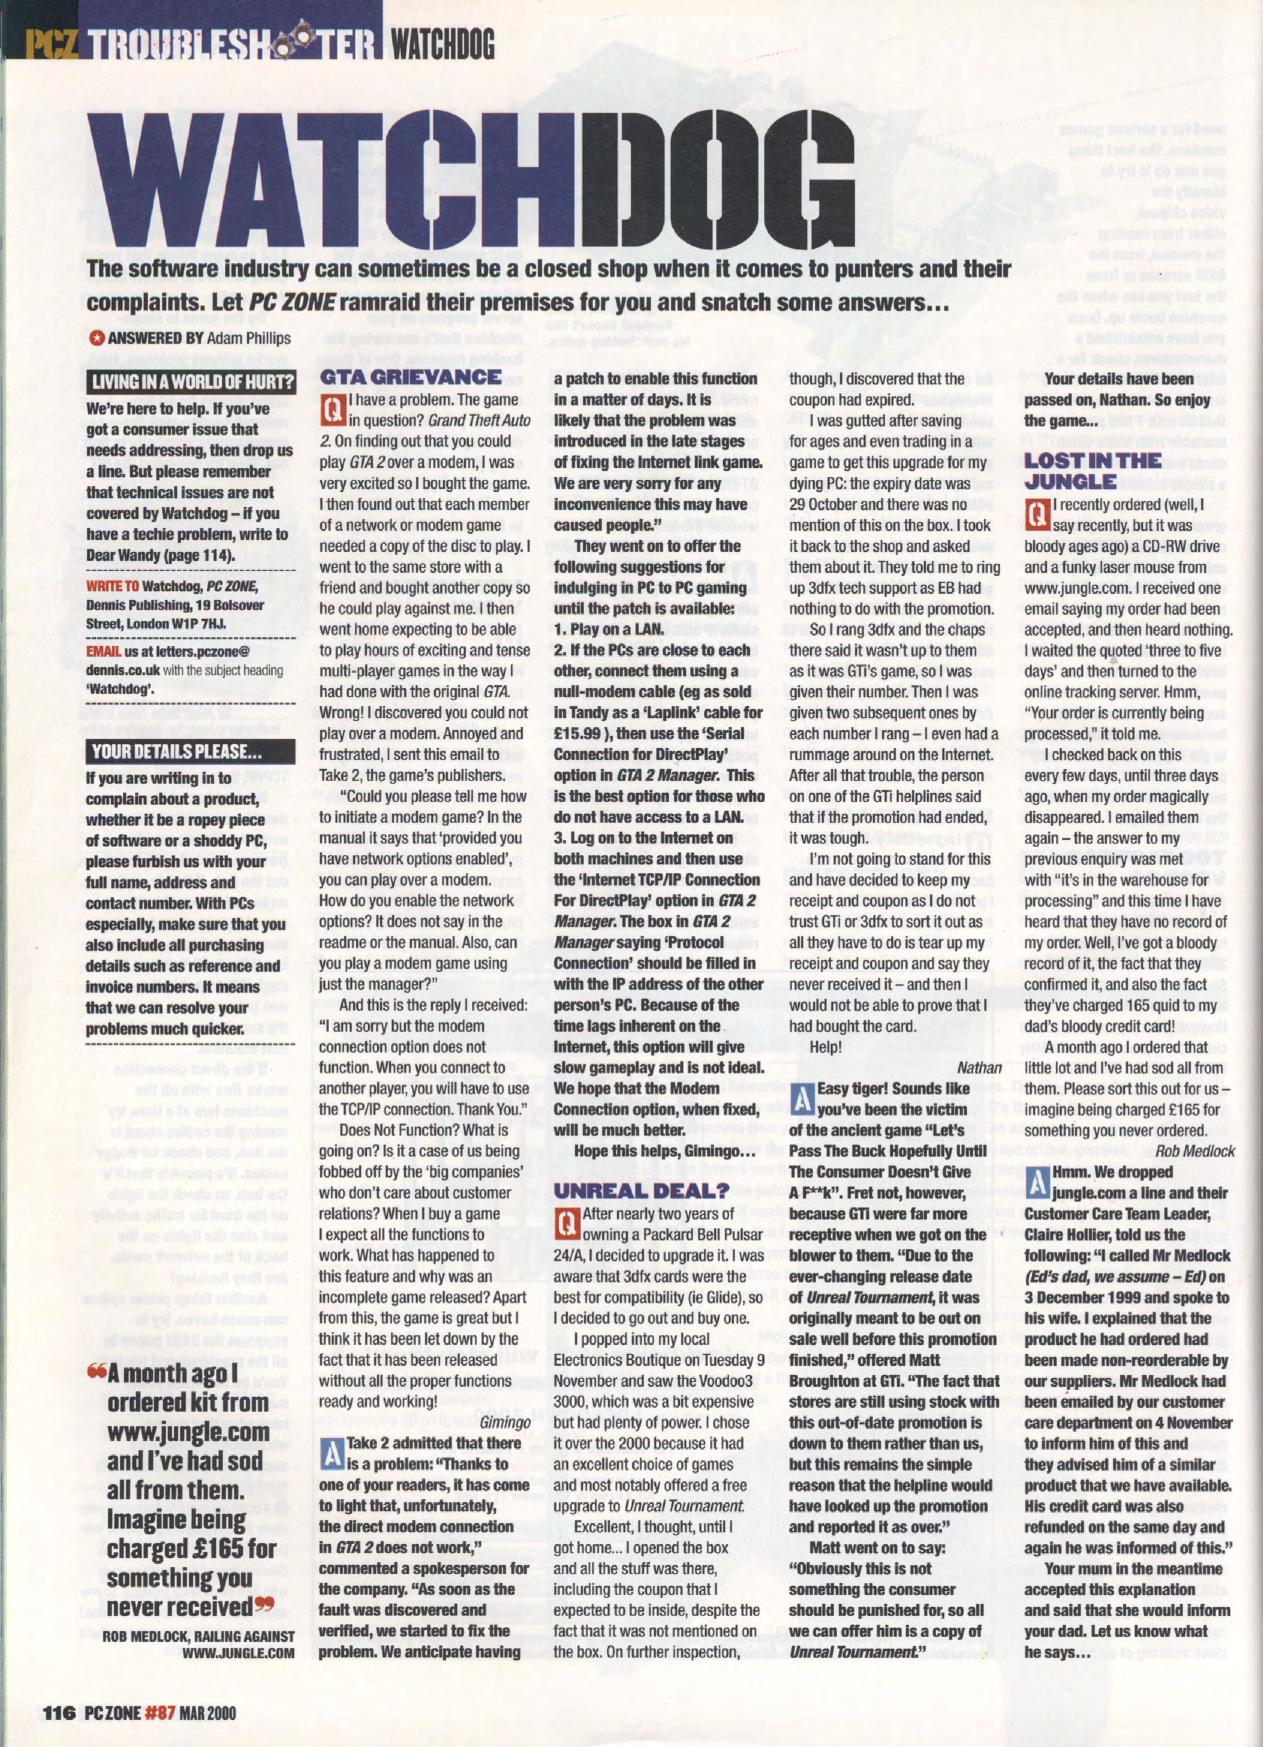 PCZ TROUBLESHOOTER WATCHDOG
WATCHDOG
The software industry can sometimes be a closed shop when it comes to punters and their
complaints. Let PC ZONE ramraid their premises for you and snatch some answers...
ANSWERED BY Adam Phillips
LIVING IN A WORLD OF HURT?
We're here to help. If you've
got a consumer issue that
needs addressing, then drop us
a line. But please remember
that technical issues are not
covered by Watchdog – if you
have a techie problem, write to
Dear Wandy (page 114).
WRITE TO Watchdog, PC ZONE,
Dennis Publishing, 19 Bolsover
Street, London W1P 7HJ.
EMAIL us at letters.pczone@
dennis.co.uk with the subject heading
'Watchdog'.
YOUR DETAILS PLEASE...
If you are writing in to
complain about a product,
whether it be a ropey piece
of software or a shoddy PC,
please furbish us with your
full name, address and
contact number. With PCs
especially, make sure that you
also include all purchasing
details such as reference and
invoice numbers. It means
that we can resolve your
problems much quicker.
“A month ago I
ordered kit from
www.jungle.com
and I've had sod
all from them.
Imagine being
charged £165 for
something you
never received”
ROB MEDLOCK, RAILING AGAINST
WWW.JUNGLE.COM
GTA GRIEVANCE
Q I have a problem. The game
in question? Grand Theft Auto
2. On finding out that you could
play GTA 2 over a modem, I was
very excited so I bought the game.
I then found out that each member
of a network or modem game
needed a copy of the disc to play. I
went to the same store with a
friend and bought another copy so
he could play against me. I then
went home expecting to be able
to play hours of exciting and tense
multi-player games in the way I
had done with the original GTA.
Wrong! I discovered you could not
play over a modem. Annoyed and
frustrated, I sent this email to
Take 2, the game's publishers.
“Could you please tell me how
to initiate a modem game? In the
manual it says that 'provided you
have network options enabled',
you can play over a modem.
How do you enable the network
options? It does not say in the
readme or the manual. Also, can
you play a modem game using
just the manager?”
And this is the reply I received:
“I am sorry but the modem
connection option does not
function. When you connect to
another player, you will have to use
the TCP/IP connection. Thank You.”
Does Not Function? What is
going on? Is it a case of us being
fobbed off by the 'big companies'
who don't care about customer
relations? When I buy a game
I expect all the functions to
work. What has happened to
this feature and why was an
incomplete game released? Apart
from this, the game is great but I
think it has been let down by the
fact that it has been released
without all the proper functions
ready and working!
Gimingo
A Take 2 admitted that there
is a problem: “Thanks to
one of your readers, it has come
to light that, unfortunately,
the direct modem connection
in GTA 2 does not work,”
commented a spokesperson for
the company. “As soon as the
fault was discovered and
verified, we started to fix the
problem. We anticipate having
a patch to enable this function
in a matter of days. It is
likely that the problem was
introduced in the late stages
of fixing the Internet link game.
We are very sorry for any
inconvenience this may have
caused people.”
They went on to offer the
following suggestions for
indulging in PC to PC gaming
until the patch is available:
1. Play on a LAN.
2. If the PCs are close to each
other, connect them using a
null-modem cable (eg as sold
in Tandy as a 'Laplink' cable for
£15.99 ), then use the 'Serial
Connection for DirectPlay'
option in GTA 2 Manager. This
is the best option for those who
do not have access to a LAN.
3. Log on to the Internet on
both machines and then use
the 'Internet TCP/IP Connection
For DirectPlay' option in GTA 2
Manager. The box in GTA 2
Manager saying 'Protocol
Connection' should be filled in
with the IP address of the other
person's PC. Because of the
time lags inherent on the
Internet, this option will give
slow gameplay and is not ideal.
We hope that the Modem
Connection option, when fixed,
will be much better.
Hope this helps, Gimingo...
UNREAL DEAL?
Q After nearly two years of
owning a Packard Bell Pulsar
24/A, I decided to upgrade it. I was
aware that 3dfx cards were the
best for compatibility (ie Glide), so
I decided to go out and buy one.
I popped into my local
Electronics Boutique on Tuesday 9
November and saw the Voodoo3
3000, which was a bit expensive
but had plenty of power. I chose
it over the 2000 because it had
an excellent choice of games
and most notably offered a free
upgrade to Unreal Tournament.
Excellent, I thought, until I
got home... I opened the box
and all the stuff was there,
including the coupon that I
expected to be inside, despite the
fact that it was not mentioned on
the box. On further inspection,
though, I discovered that the
coupon had expired.
I was gutted after saving
for ages and even trading in a
game to get this upgrade for my
dying PC: the expiry date was
29 October and there was no
mention of this on the box. I took
it back to the shop and asked
them about it. They told me to ring
up 3dfx tech support as EB had
nothing to do with the promotion.
So I rang 3dfx and the chaps
there said it wasn't up to them
as it was GTi's game, so I was
given their number. Then I was
given two subsequent ones by
each number I rang – I even had a
rummage around on the Internet.
After all that trouble, the person
on one of the GTi helplines said
that if the promotion had ended,
it was tough.
I'm not going to stand for this
and have decided to keep my
receipt and coupon as I do not
trust GTi or 3dfx to sort it out as
all they have to do is tear up my
receipt and coupon and say they
never received it – and then I
would not be able to prove that I
had bought the card.
Help!
Nathan
A Easy tiger! Sounds like
you've been the victim
of the ancient game “Let's
Pass The Buck Hopefully Until
The Consumer Doesn't Give
A F**k”. Fret not, however,
because GTi were far more
receptive when we got on the
blower to them. “Due to the
ever-changing release date
of Unreal Tournament, it was
originally meant to be out on
sale well before this promotion
finished,” offered Matt
Broughton at GTi. “The fact that
stores are still using stock with
this out-of-date promotion is
down to them rather than us,
but this remains the simple
reason that the helpline would
have looked up the promotion
and reported it as over.”
Matt went on to say:
“Obviously this is not
something the consumer
should be punished for, so all
we can offer him is a copy of
Unreal Tournament.”
Your details have been
passed on, Nathan. So enjoy
the game...
LOST IN THE
JUNGLE
Q I recently ordered (well, I
say recently, but it was
bloody ages ago) a CD-RW drive
and a funky laser mouse from
www.jungle.com. I received one
email saying my order had been
accepted, and then heard nothing.
I waited the quoted 'three to five
days' and then turned to the
online tracking server. Hmm,
“Your order is currently being
processed,” it told me.
I checked back on this
every few days, until three days
ago, when my order magically
disappeared. I emailed them
again – the answer to my
previous enquiry was met
with “it's in the warehouse for
processing” and this time I have
heard that they have no record of
my order. Well, I've got a bloody
record of it, the fact that they
confirmed it, and also the fact
they've charged 165 quid to my
dad's bloody credit card!
A month ago I ordered that
little lot and I've had sod all from
them. Please sort this out for us –
imagine being charged £165 for
something you never ordered.
Rob Medlock
A Hmm. We dropped
jungle.com a line and their
Customer Care Team Leader,
Claire Hollier, told us the
following: “I called Mr Medlock
(Ed's dad, we assume – Ed) on
3 December 1999 and spoke to
his wife. I explained that the
product he had ordered had
been made non-reorderable by
our suppliers. Mr Medlock had
been emailed by our customer
care department on 4 November
to inform him of this and
they advised him of a similar
product that we have available.
His credit card was also
refunded on the same day and
again he was informed of this.”
Your mum in the meantime
accepted this explanation
and said that she would inform
your dad. Let us know what
he says...
116 PC ZONE #87 MAR 2000